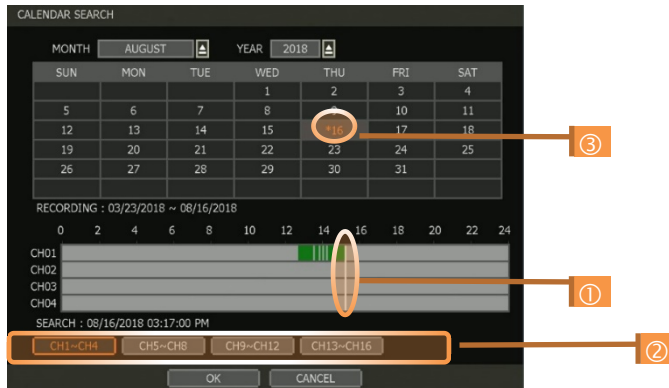 CALENDAR SEARCH
MONTH AUGUST YEAR 2018
SUN MON TUE WED THU FRI SAT
1 2 3 4
5 6 7 8 9 10 11
12 13 14 15 *16 17 18
③
19 20 21 22 23 24 25
26 27 28 29 30 31
RECORDING : 03/23/2018 ~ 08/16/2018
0 2 4 6 8 10 12 14 16 18 20 22 24
CH01
CH02
CH03
①
CH04
SEARCH : 08/16/2018 03:17:00 PM
CH1~CH4 CH5~CH8 CH9~CH12 CH13~CH16
②
OK CANCEL